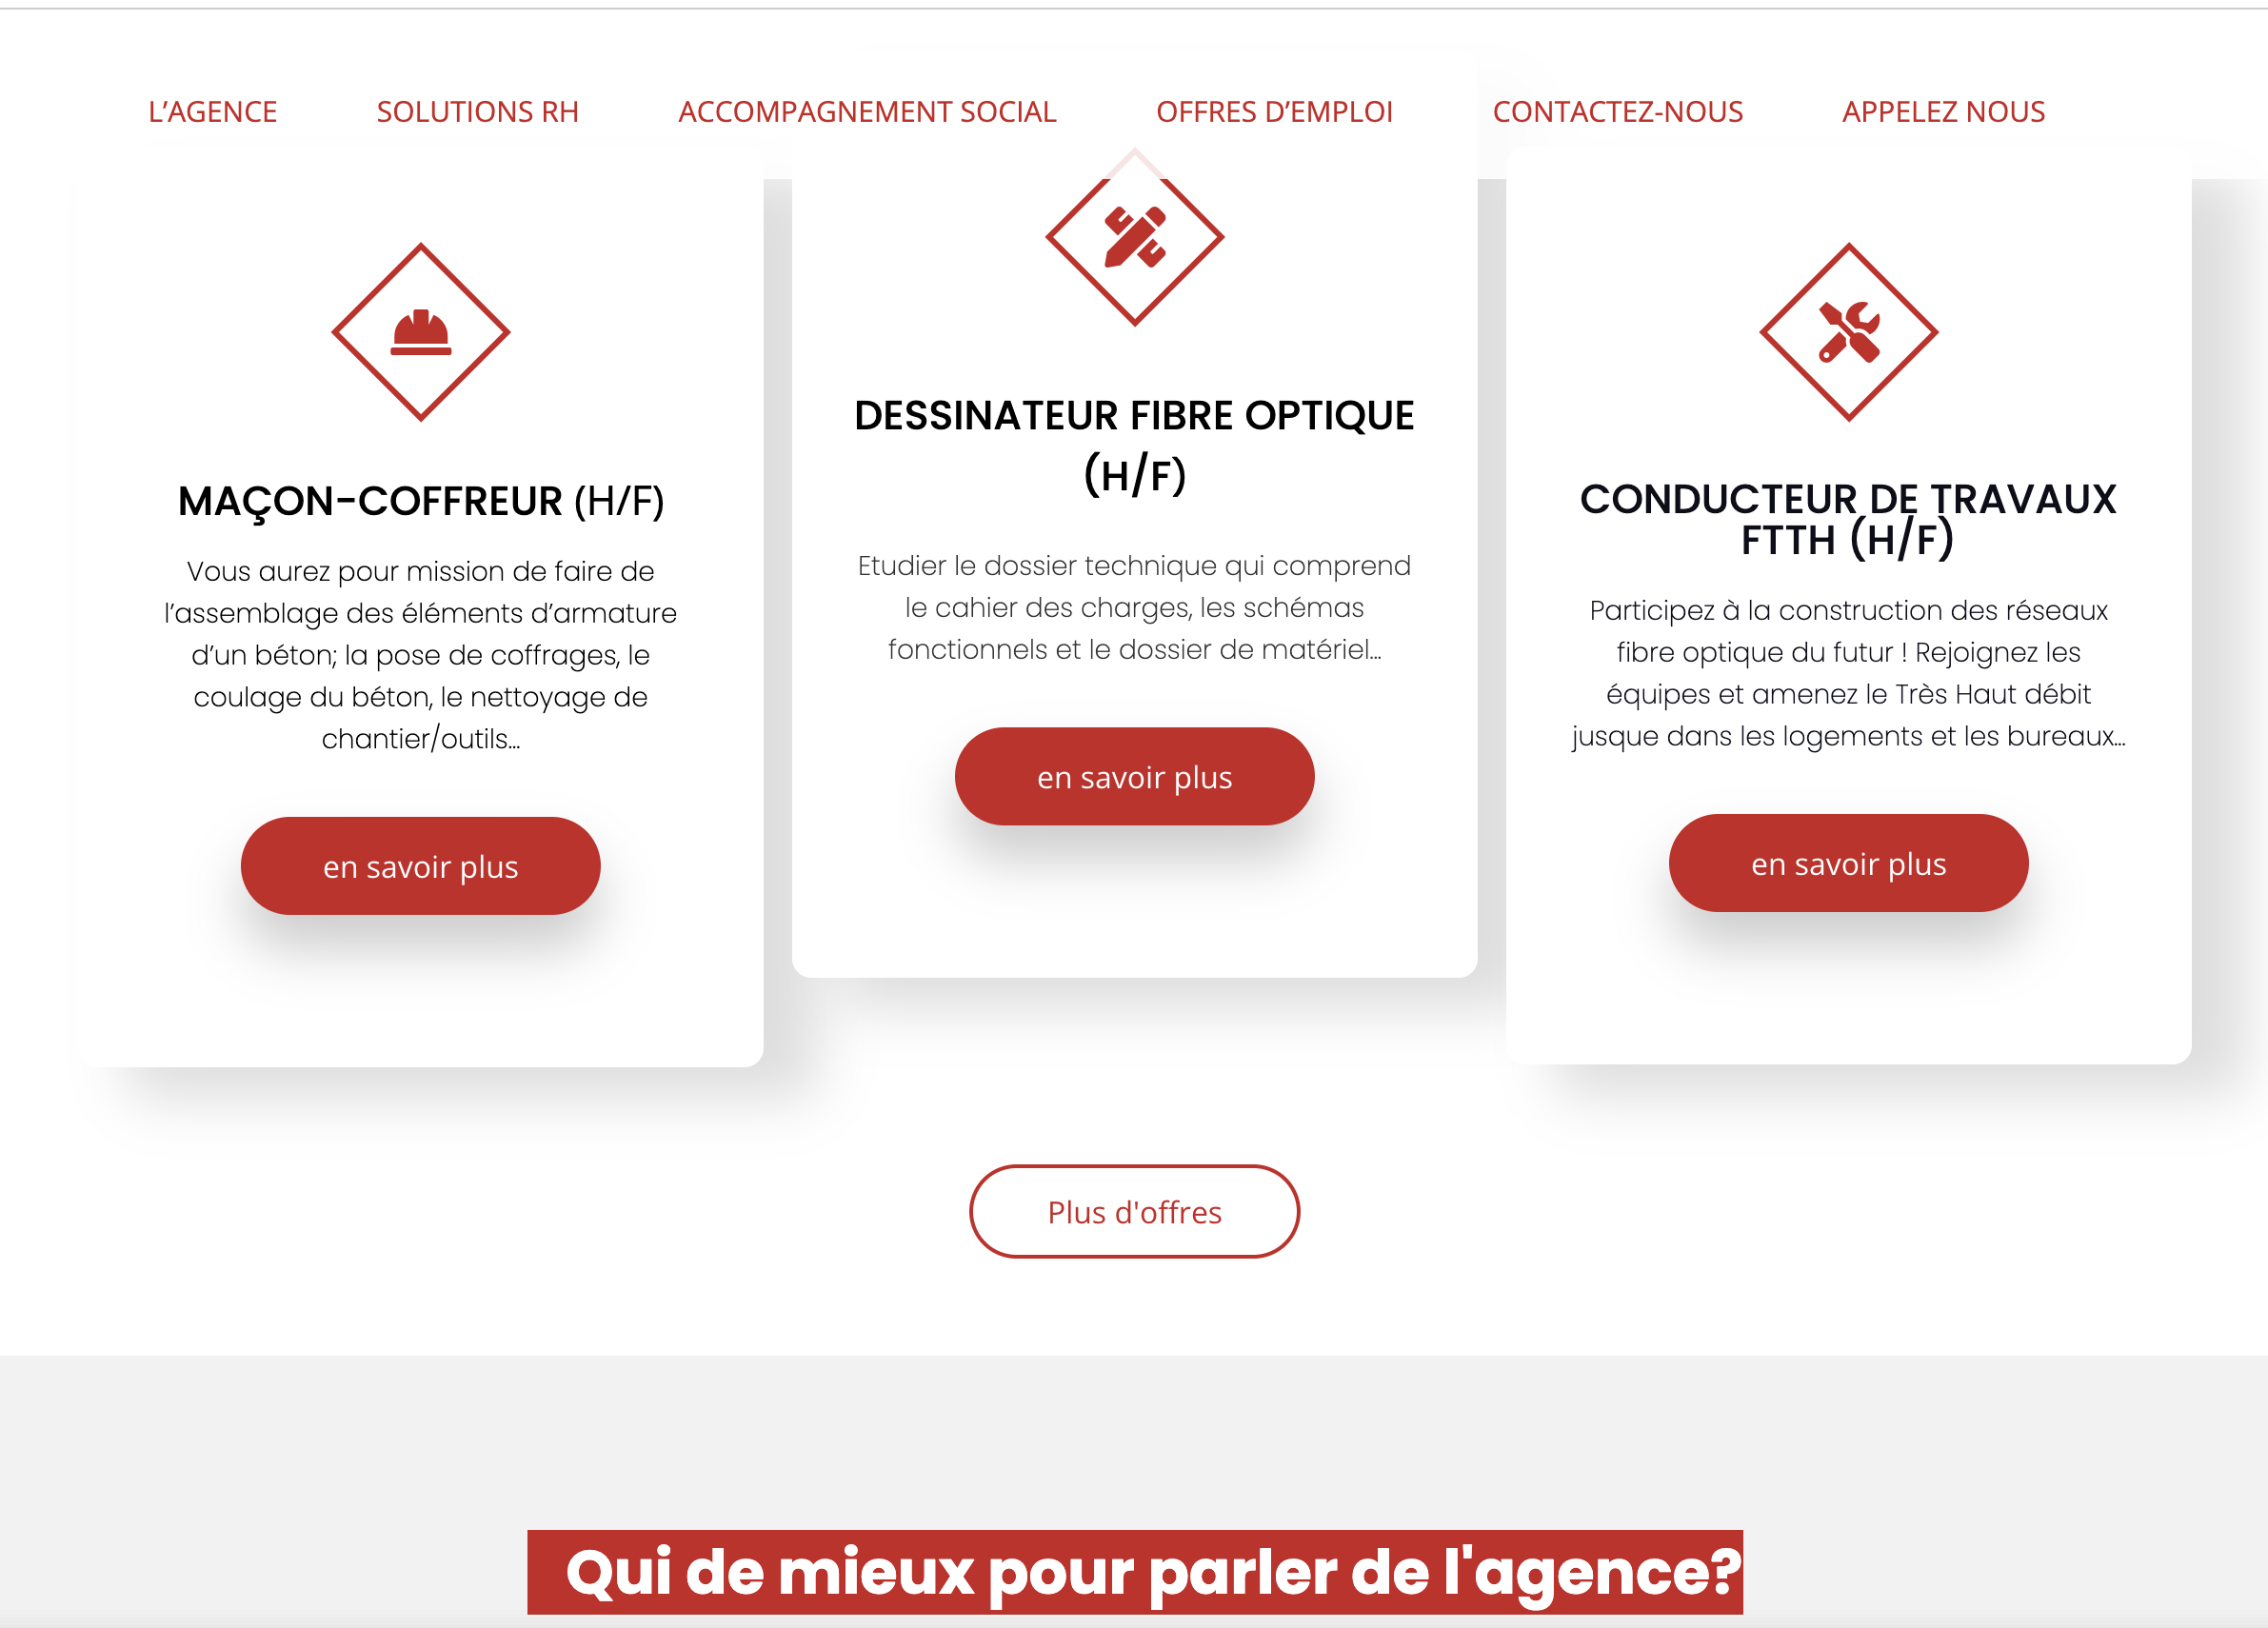 L’AGENCE SOLUTIONS RH ACCOMPAGNEMENT SOCIAL OFFRES D’EMPLOI CONTACTEZ-NOUS APPELEZ NOUS
MAÇON-COFFREUR (H/F)
Vous aurez pour mission de faire de
l’assemblage des éléments d’armature
d’un béton; la pose de coffrages, le
coulage du béton, le nettoyage de
chantier/outils...
en savoir plus
DESSINATEUR FIBRE OPTIQUE
(H/F)
Etudier le dossier technique qui comprend
le cahier des charges, les schémas
fonctionnels et le dossier de matériel...
en savoir plus
CONDUCTEUR DE TRAVAUX
FTTH (H/F)
Participez à la construction des réseaux
fibre optique du futur ! Rejoignez les
équipes et amenez le Très Haut débit
jusque dans les logements et les bureaux...
en savoir plus
Plus d'offres
Qui de mieux pour parler de l'agence?